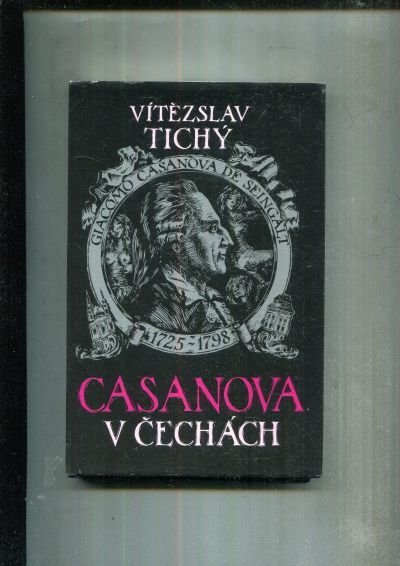 VÍTĚZSLAV
TICHÝ
GIACOMO CASANOVA DE SEINGALT
1725-1798
CASANOVA
V ČECHÁCH